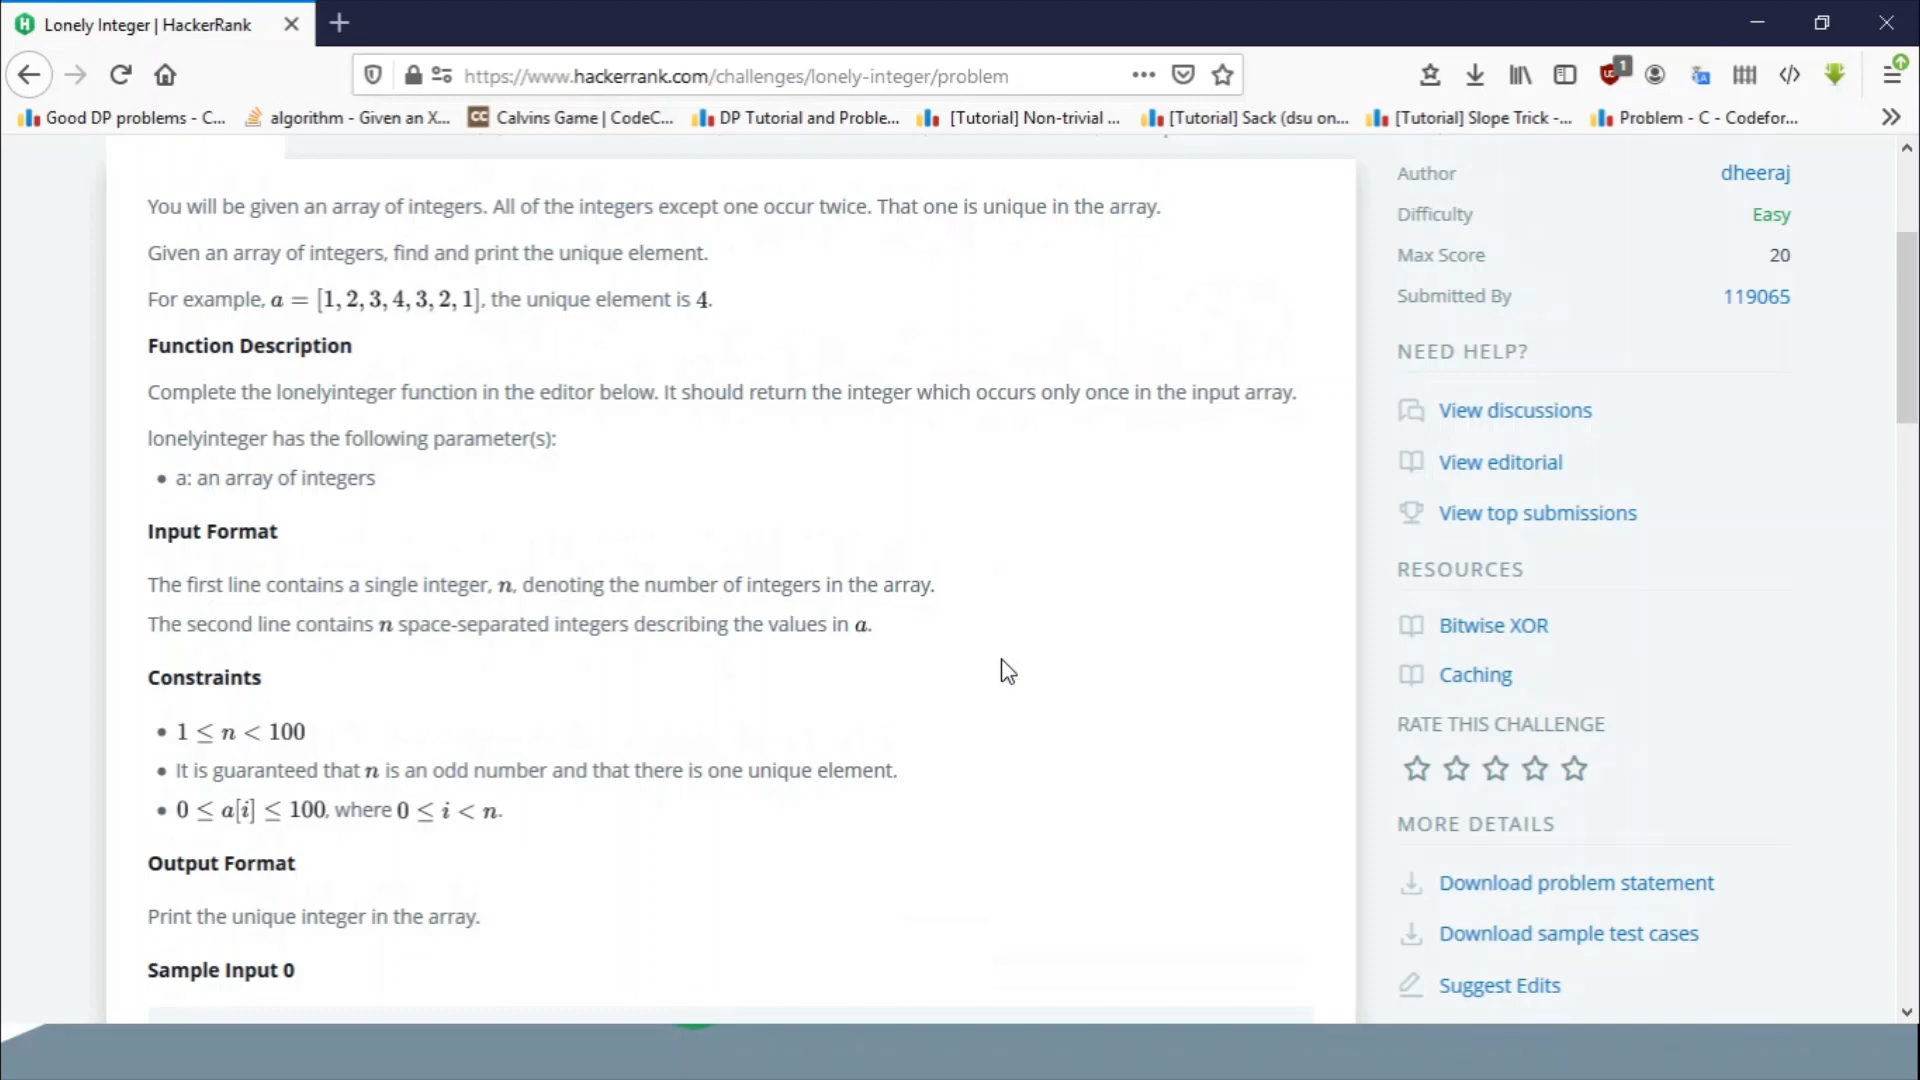 Lonely Integer | HackerRank
https://www.hackerrank.com/challenges/lonely-integer/problem
1
Good DP problems - C...
algorithm - Given an X...
CC Calvins Game | CodeC...
DP Tutorial and Proble...
[Tutorial] Non-trivial ...
[Tutorial] Sack (dsu on...
[Tutorial] Slope Trick -...
Problem - C - Codefor...
You will be given an array of integers. All of the integers except one occur twice. That one is unique in the array.
Given an array of integers, find and print the unique element.
For example, a = [1, 2, 3, 4, 3, 2, 1], the unique element is 4.
Function Description
Complete the lonelyinteger function in the editor below. It should return the integer which occurs only once in the input array.
lonelyinteger has the following parameter(s):
• a: an array of integers
Input Format
The first line contains a single integer, n, denoting the number of integers in the array.
The second line contains n space-separated integers describing the values in a.
Constraints
• 1 ≤ n < 100
• It is guaranteed that n is an odd number and that there is one unique element.
• 0 ≤ a[i] ≤ 100, where 0 ≤ i < n.
Output Format
Print the unique integer in the array.
Sample Input 0
Author dheeraj
Difficulty Easy
Max Score 20
Submitted By 119065
NEED HELP?
View discussions
View editorial
View top submissions
RESOURCES
Bitwise XOR
Caching
RATE THIS CHALLENGE
MORE DETAILS
Download problem statement
Download sample test cases
Suggest Edits